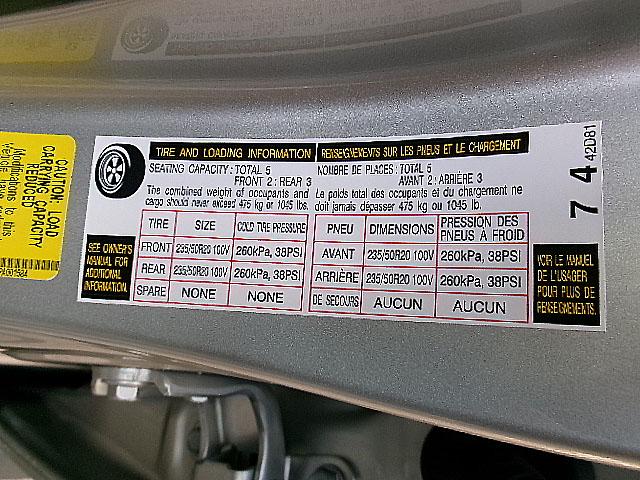 CAUTION: LOAD
CARRYING CAPACITY
REDUCED
Modifications to this
TIRE AND LOADING INFORMATION
SEATING CAPACITY : TOTAL 5
FRONT 2 : REAR 3
The combined weight of occupants and
cargo should never exceed 475 kg or 1045 lbs.
RENSEIGNEMENTS SUR LES PNEUS ET LE CHARGEMENT
NOMBRE DE PLACES: TOTAL 5
AVANT 2 : ARRIÈRE 3
Le poids total des occupants et du chargement ne
doit jamais dépasser 475 kg ou 1045 lb.
SEE OWNER'S
MANUAL FOR
ADDITIONAL
INFORMATION.
TIRE SIZE COLD TIRE PRESSURE
FRONT 235/50R20 100V 260kPa, 38PSI
REAR 235/50R20 100V 260kPa, 38PSI
SPARE NONE NONE
PNEU DIMENSIONS PRESSION DES PNEUS À FROID
AVANT 235/50R20 100V 260kPa, 38PSI
ARRIÈRE 235/50R20 100V 260kPa, 38PSI
DE SECOURS AUCUN AUCUN
VOIR LE MANUEL
DE L'USAGER
POUR PLUS DE
RENSEIGNEMENTS.
7 4 42D81